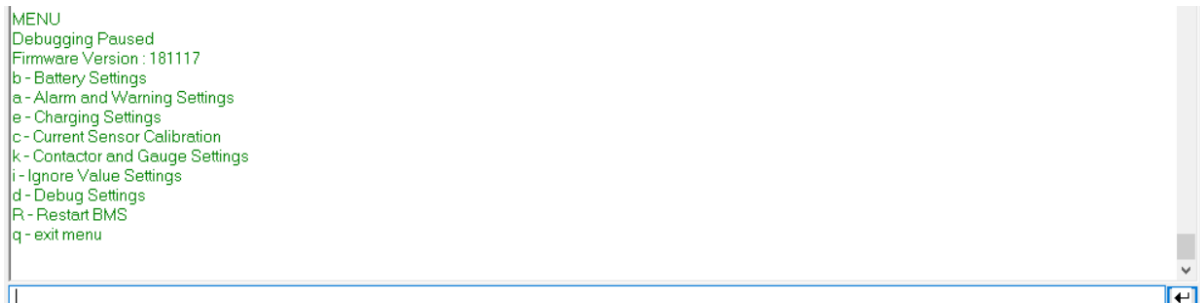 MENU
Debugging Paused
Firmware Version : 181117
b - Battery Settings
a - Alarm and Warning Settings
e - Charging Settings
c - Current Sensor Calibration
k - Contactor and Gauge Settings
i - Ignore Value Settings
d - Debug Settings
R - Restart BMS
q - exit menu